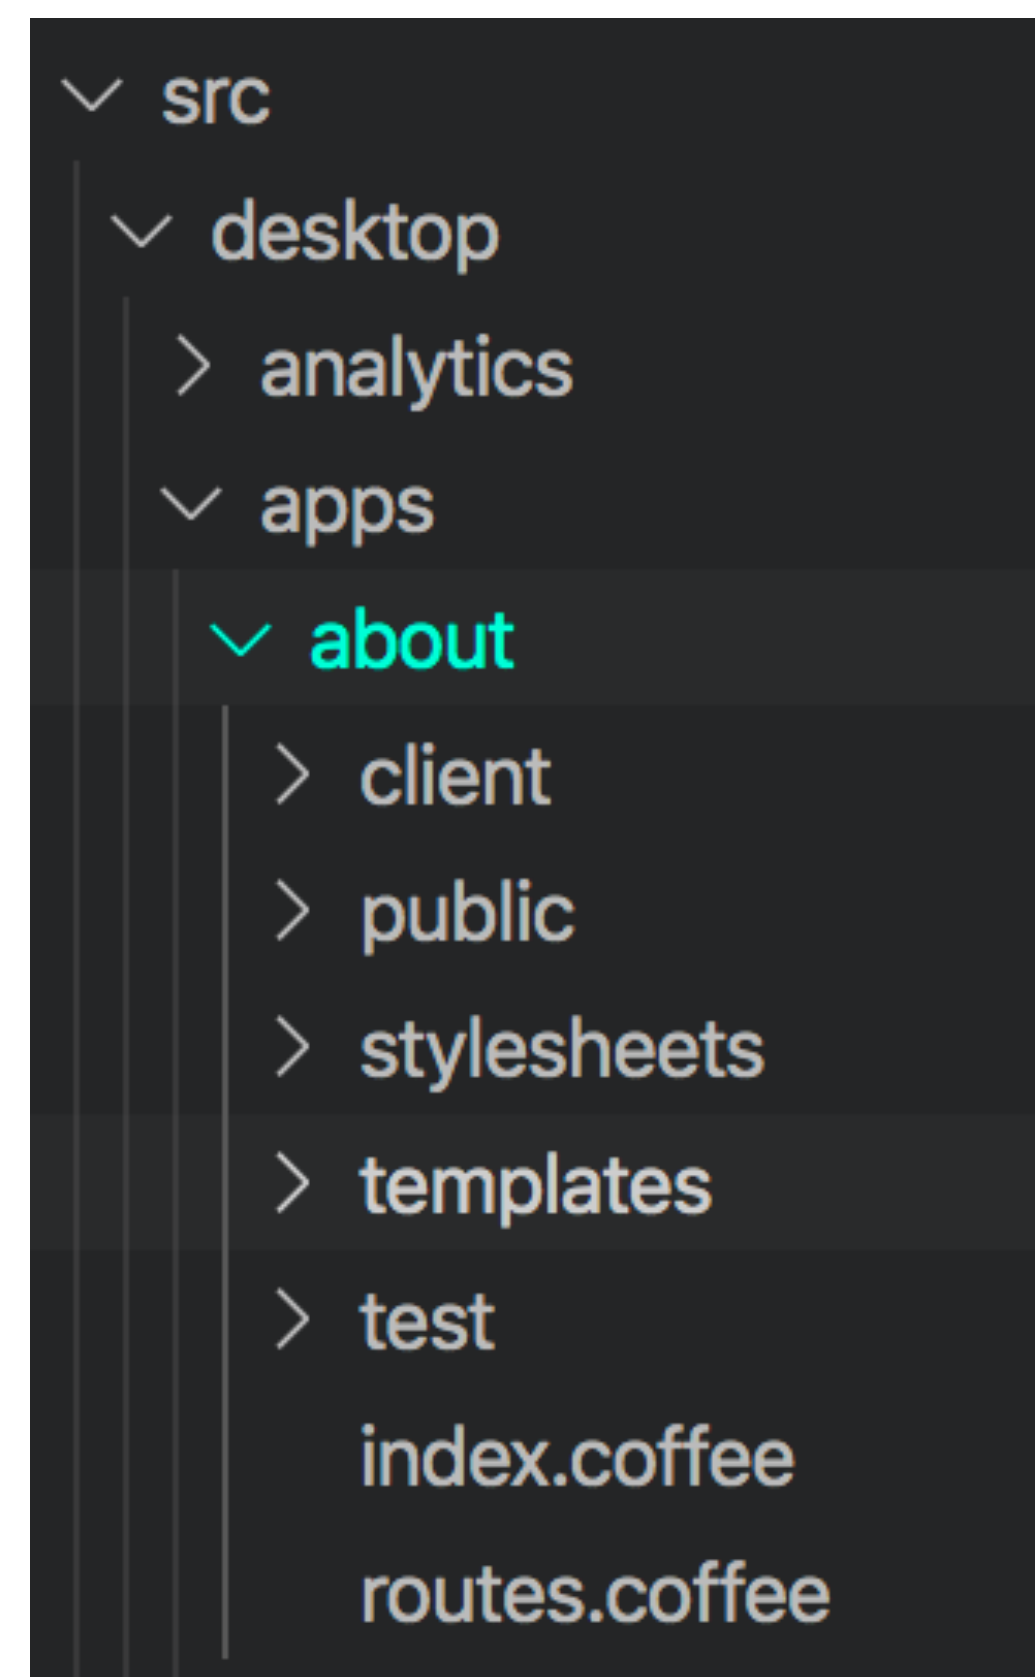 src
desktop
analytics
apps
about
client
public
stylesheets
templates
test
index.coffee
routes.coffee